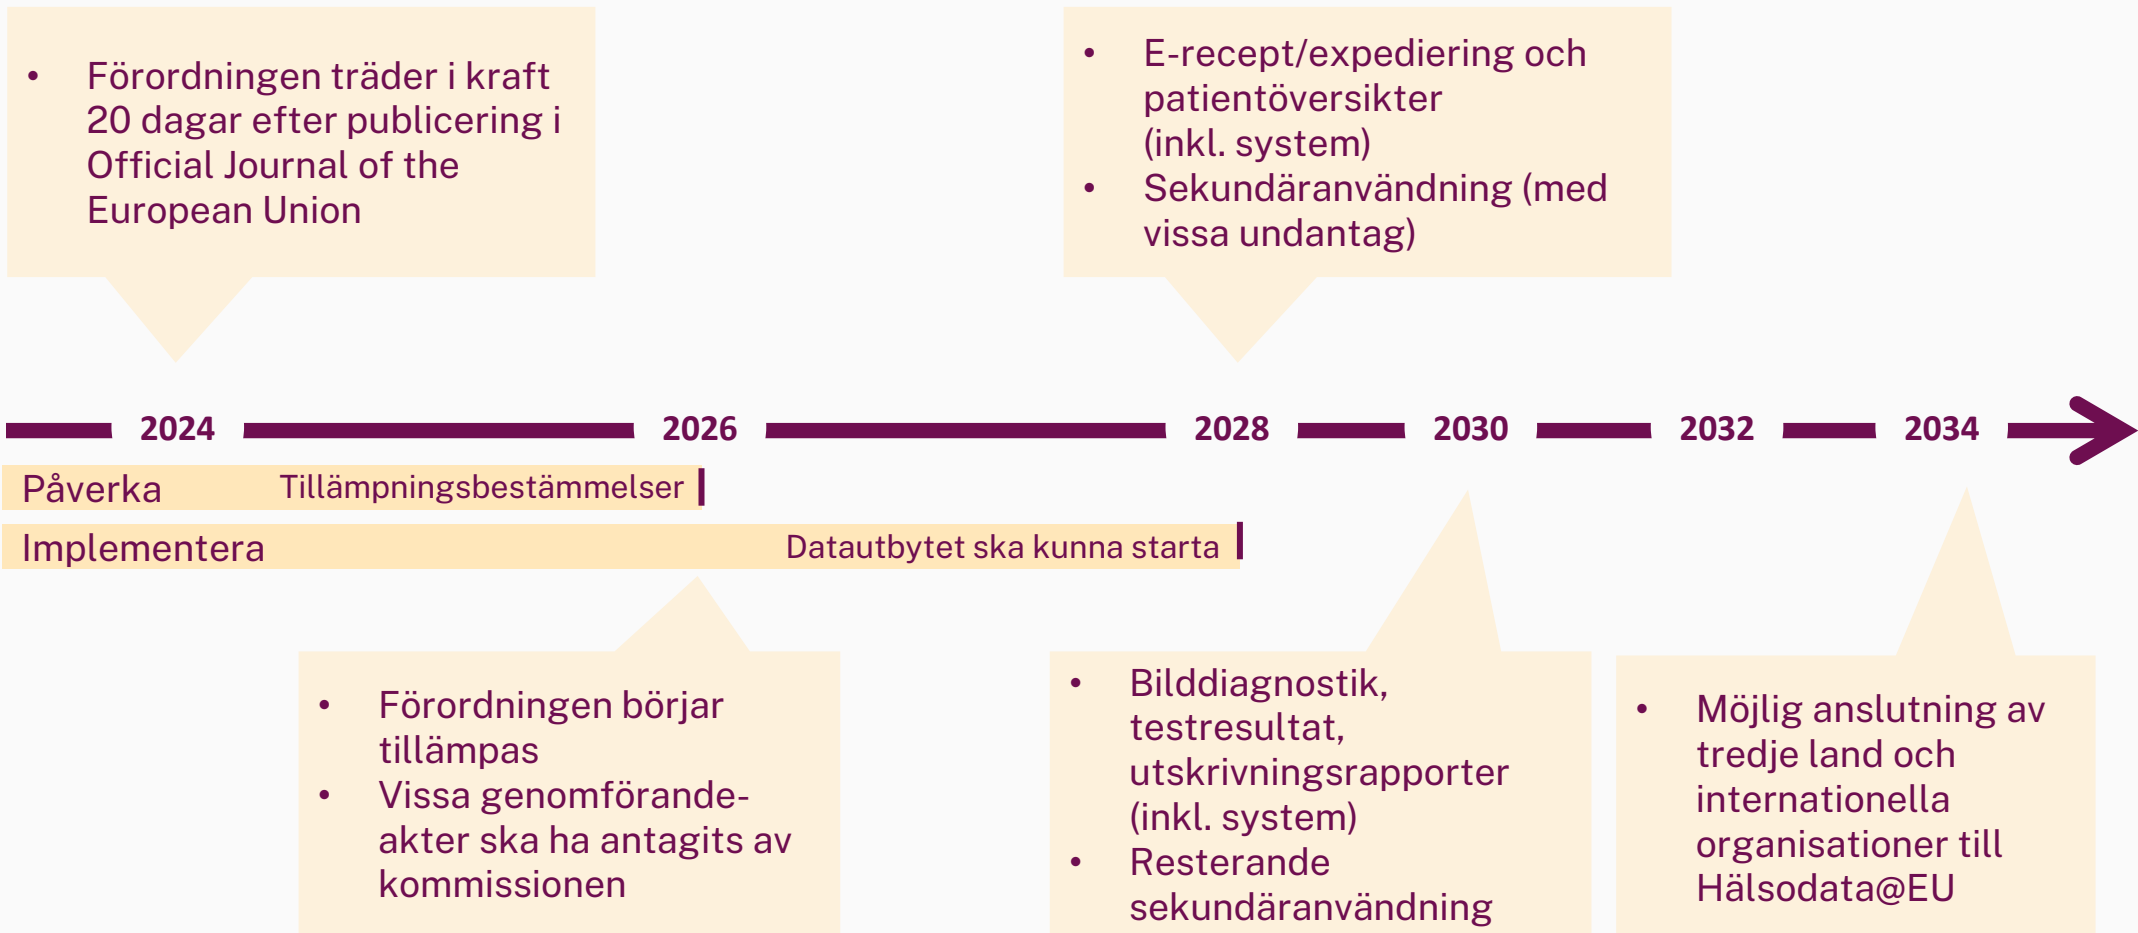 • Förordningen träder i kraft
20 dagar efter publicering i
Official Journal of the
European Union
• E-recept/expediering och
patientöversikter
(inkl. system)
• Sekundäranvändning (med
vissa undantag)
2024 2026 2028 2030 2032 2034
Påverka Tillämpningsbestämmelser
Implementera Datautbytet ska kunna starta
• Förordningen börjar
tillämpas
• Vissa genomförande-
akter ska ha antagits av
kommissionen
• Bilddiagnostik,
testresultat,
utskrivningsrapporter
(inkl. system)
• Resterande
sekundäranvändning
• Möjlig anslutning av
tredje land och
internationella
organisationer till
Hälsodata@EU